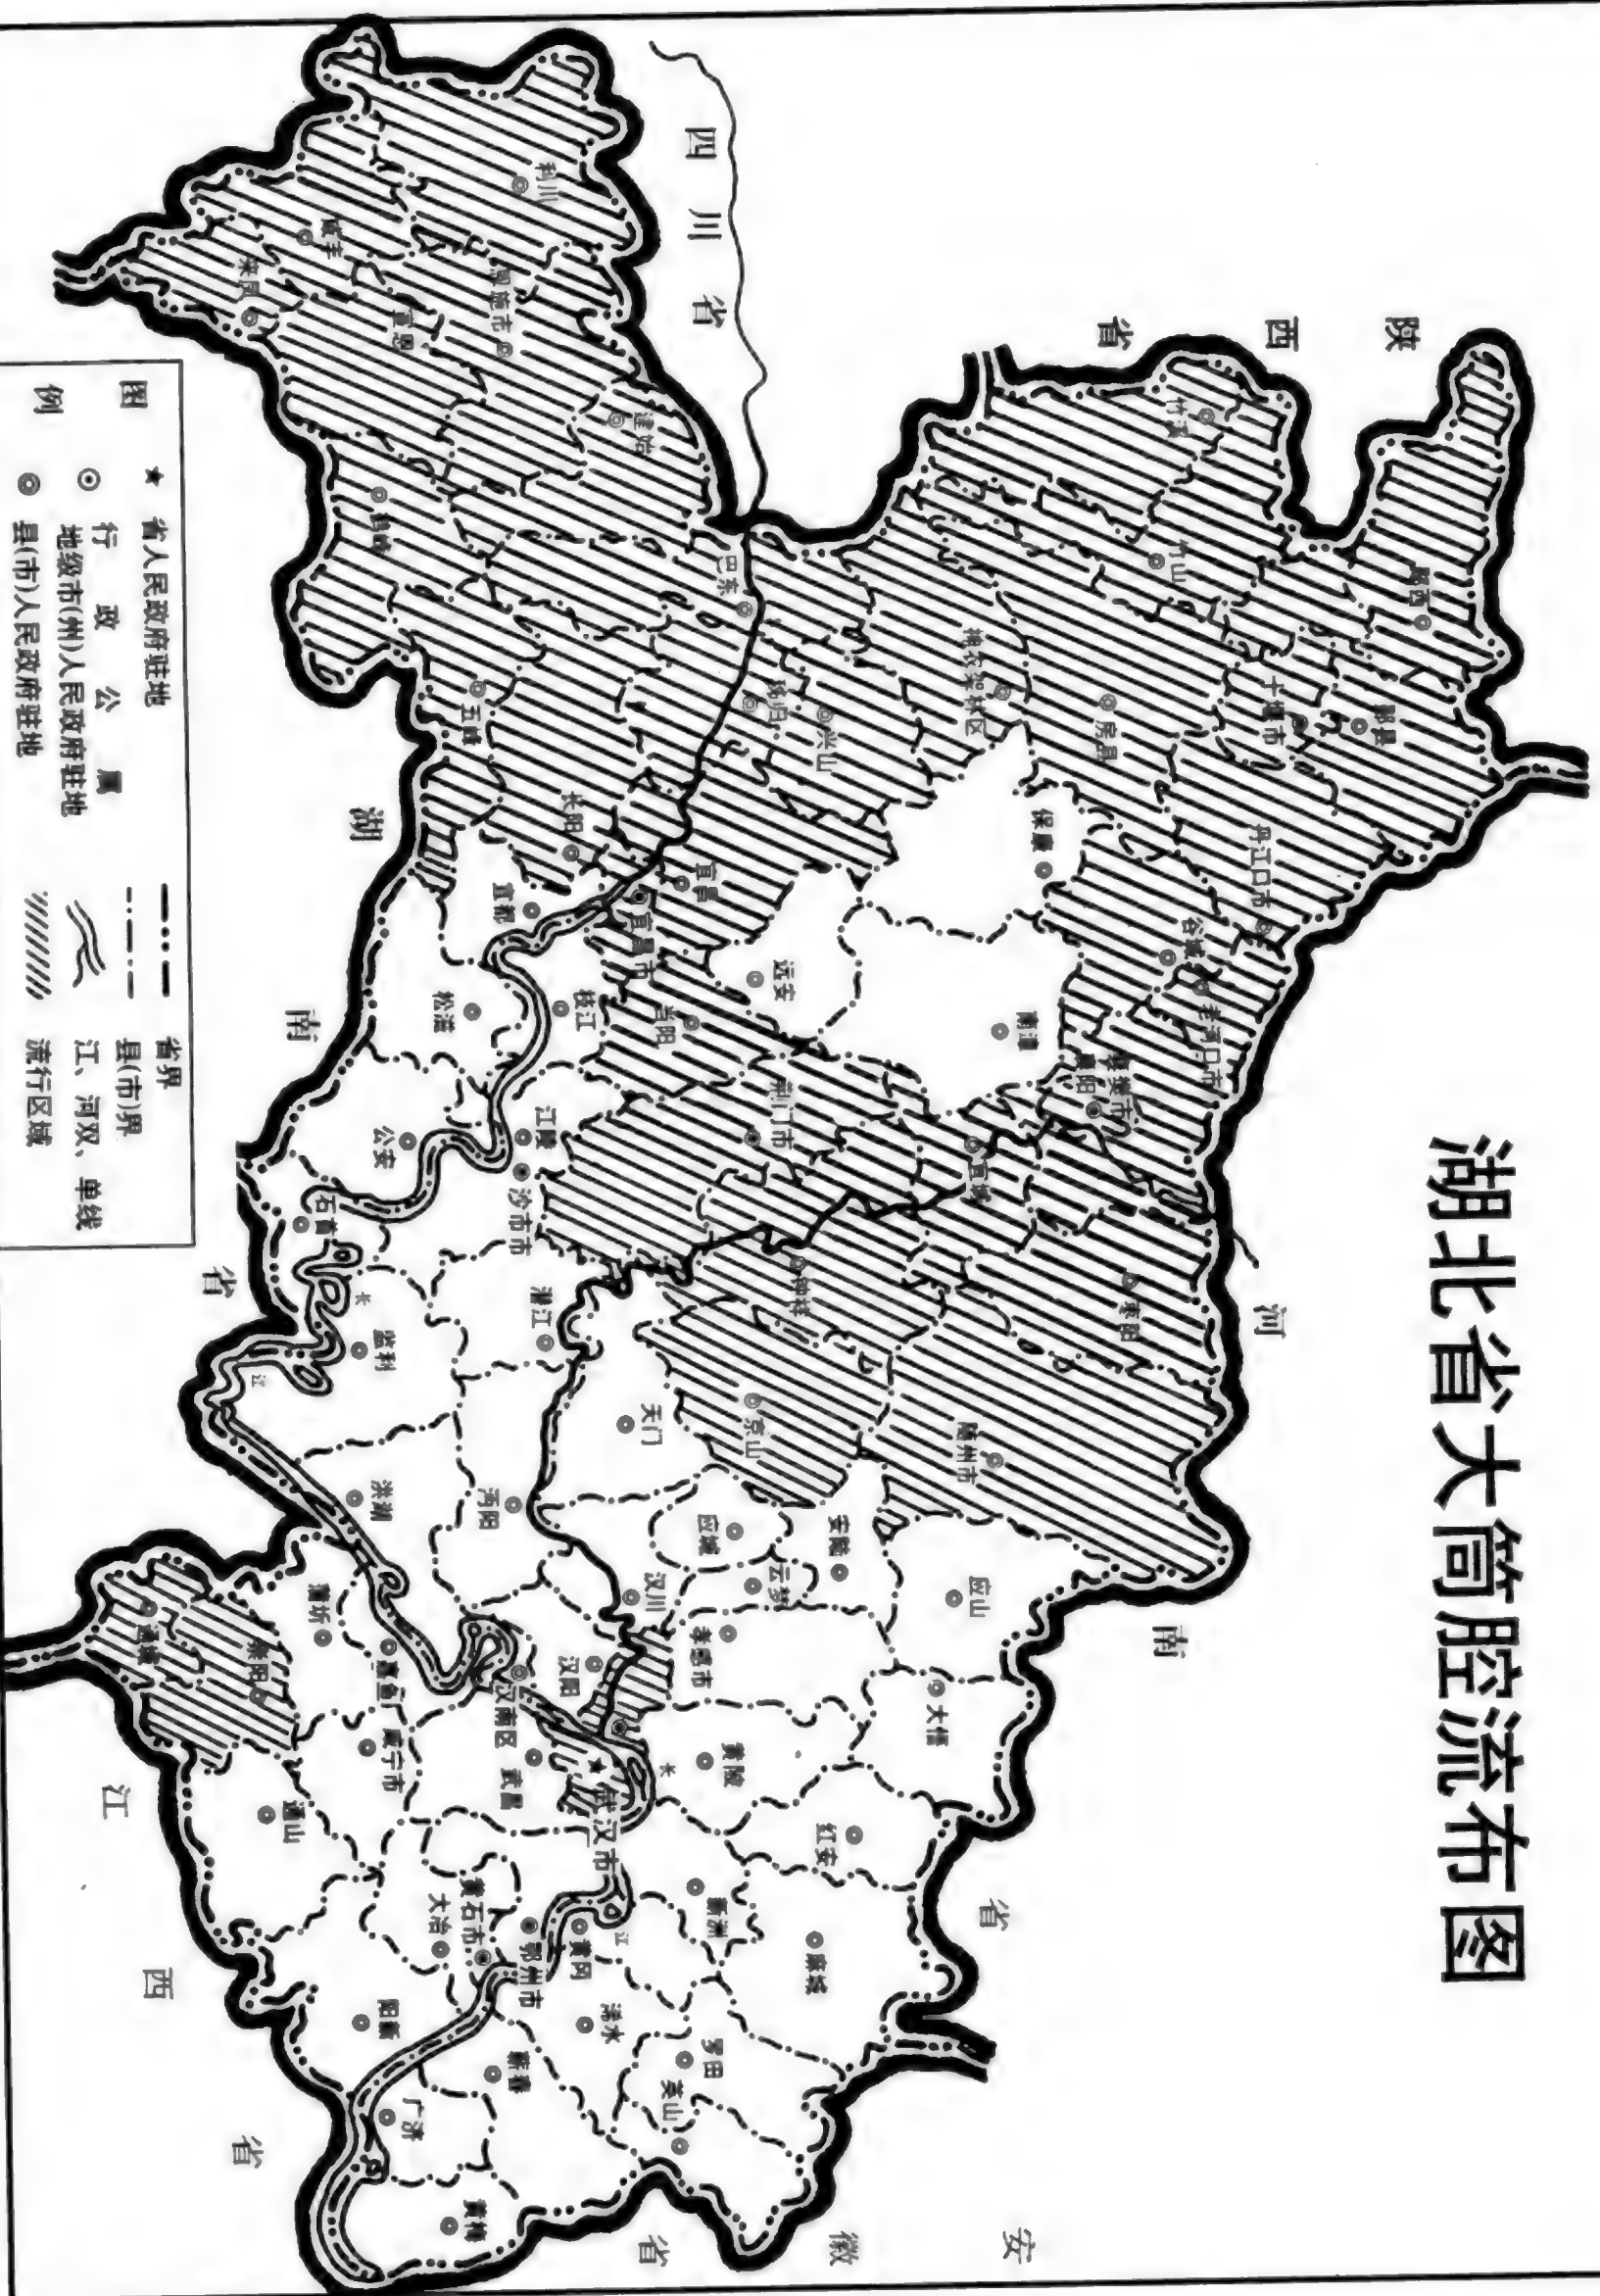 湖北省大筒腔流布图
陕西省
四川省
河南省
安徽省
湖南省
江西省
郧西
郧县
十堰市
竹溪
竹山
房县
丹江口市
神农架林区
谷城
老河口市
襄樊市
襄阳
枣阳
保康
南漳
宜城
随州市
应山
大悟
巴东
秭归
兴山
宜昌
宜昌市
远安
当阳
荆门市
钟祥
京山
安陆
应城
云梦
孝感市
黄陂
红安
麻城
利川
恩施市
建始
咸丰
来凤
宣恩
鹤峰
五峰
长阳
宜都
枝江
松滋
江陵
沙市市
公安
石首
监利
潜江
天门
沔阳
洪湖
汉川
汉阳
汉南区
武昌
武汉市
新洲
黄冈
鄂州市
黄石市
大冶
浠水
罗田
英山
蕲春
广济
黄梅
阳新
通山
咸宁市
嘉鱼
蒲圻
崇阳
通城
长
江
长
江
图例
省人民政府驻地
行政公署
地级市(州)人民政府驻地
县(市)人民政府驻地
省界
县(市)界
江、河双、单线
流行区域